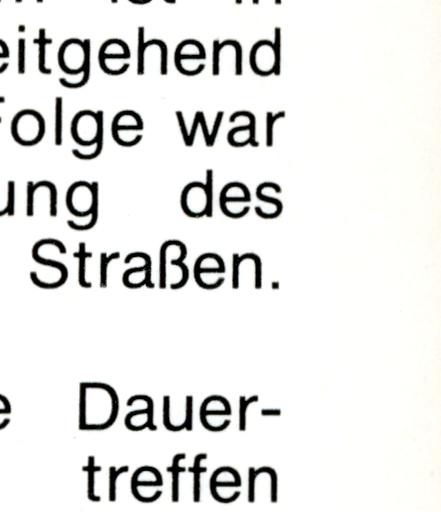 eitgehend
Folge war
ung des
Straßen.
e Dauer-
treffen